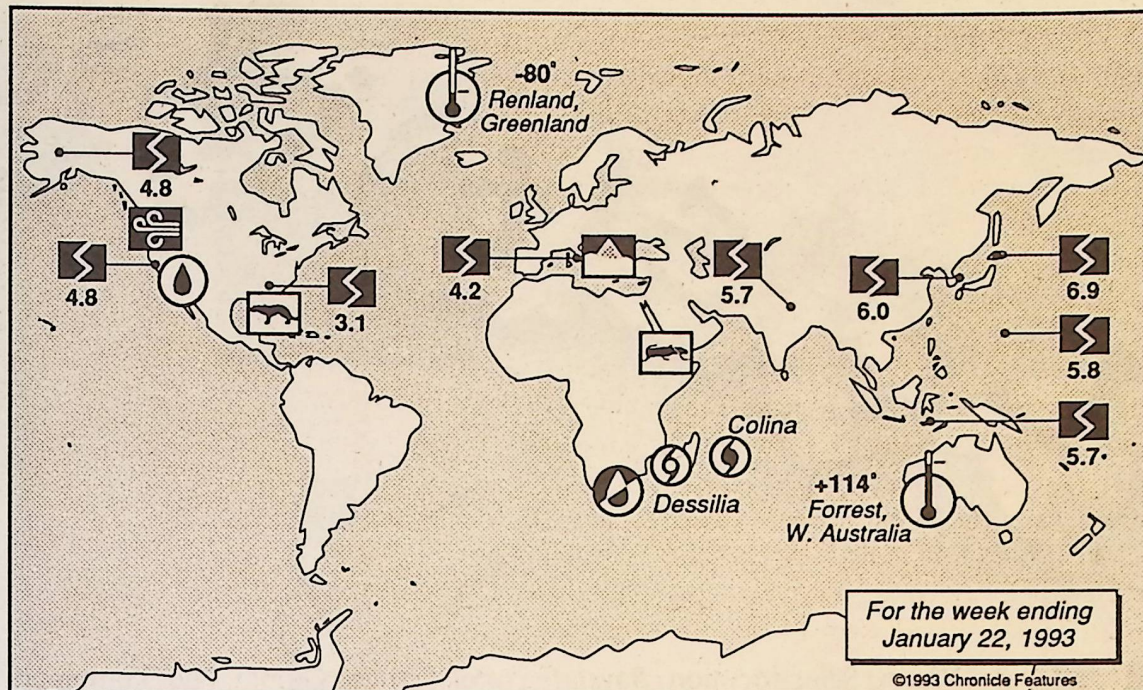 -80°
Renland,
Greenland
4.8
4.8
3.1
4.2
5.7
6.0
6.9
5.8
5.7
Colina
Dessilia
+114°
Forrest,
W. Australia
For the week ending
January 22, 1993
©1993 Chronicle Features